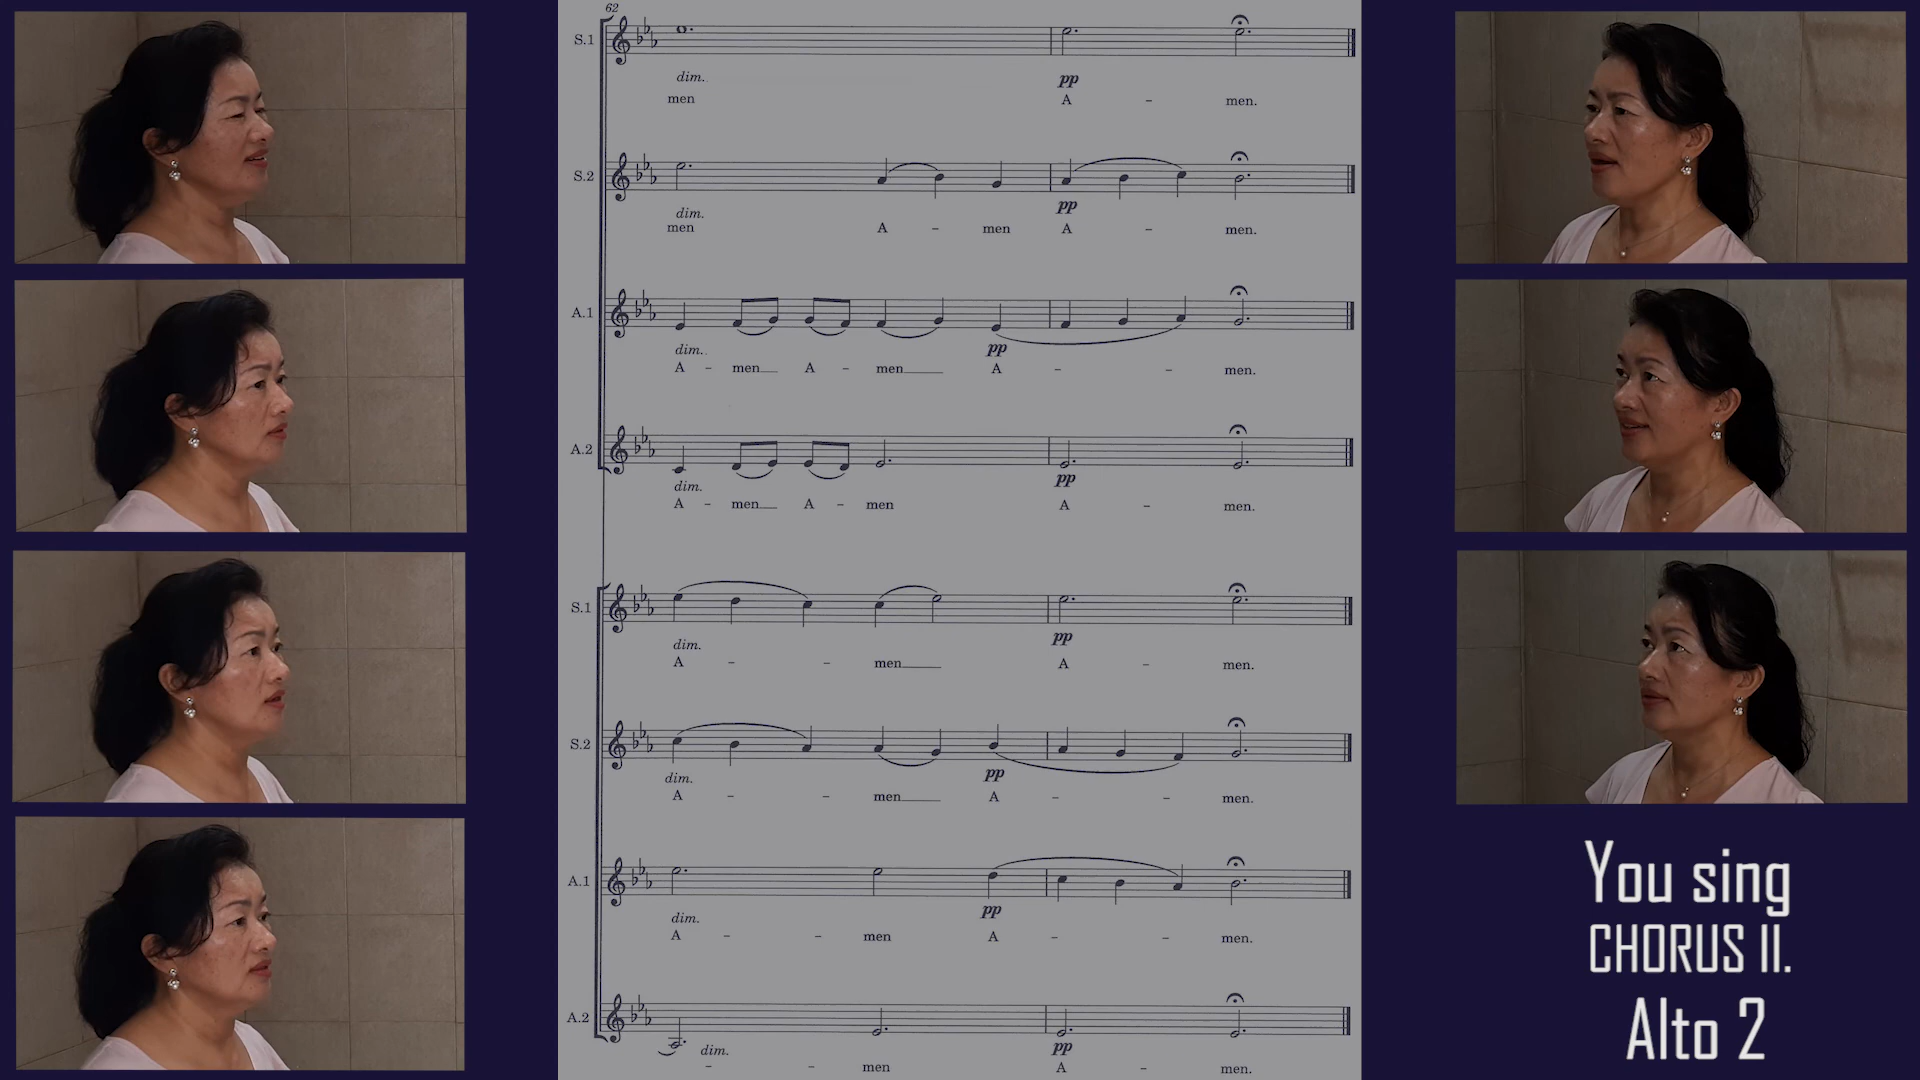 62
S.1
dim.
pp
men A - men.
S.2
pp
dim.
men A - men A - men.
A.1
dim.
pp
A - men A - men A - - men.
A.2
dim.
pp
A - men A - men A - men.
S.1
dim.
pp
A - - men A - men.
S.2
dim.
pp
A - - men A - - men.
A.1
dim.
pp
A - - men A - - men.
A.2
dim.
pp
- - men A - men.
You sing
CHORUS II.
Alto 2